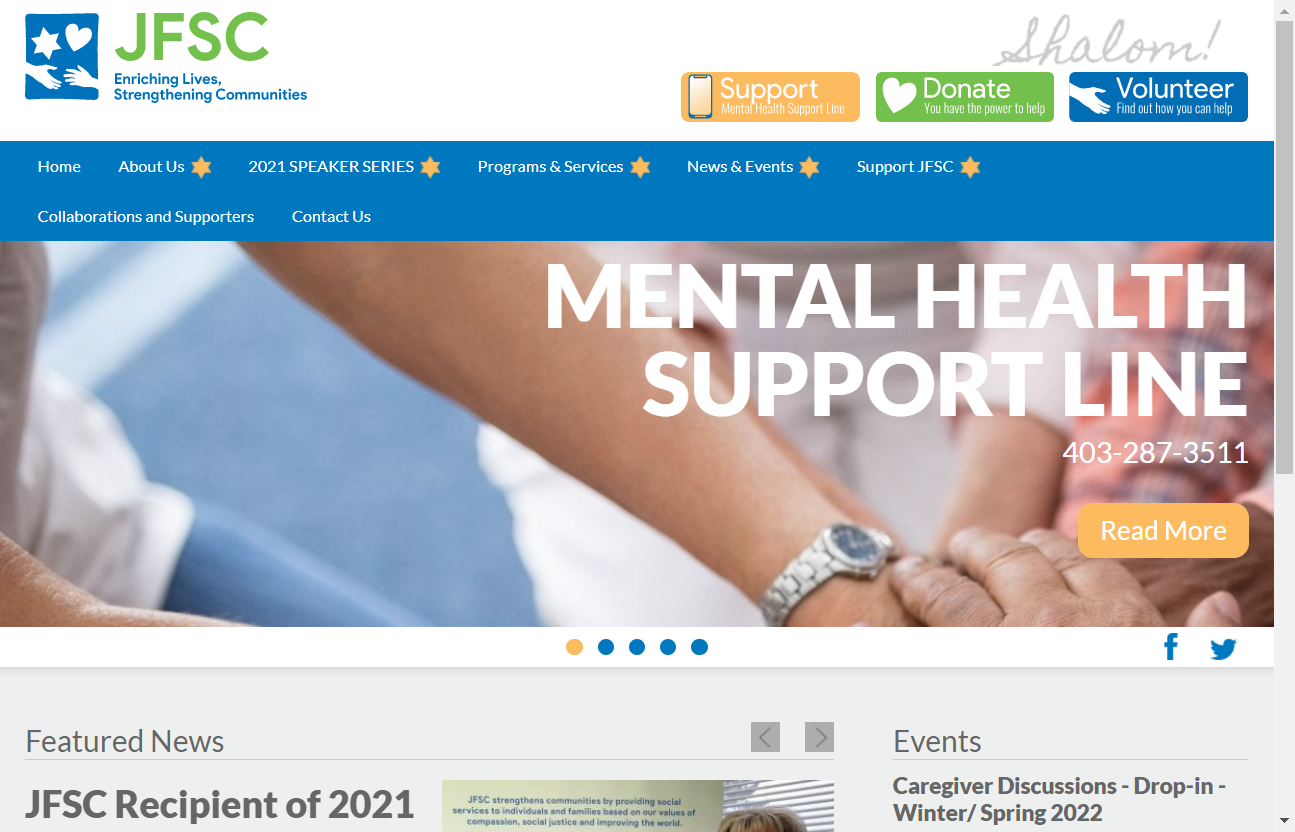 JFSC
Enriching Lives,
Strengthening Communities
Shalom!
Support
Mental Health Support Line
Donate
You have the power to help
Volunteer
Find out how you can help
Home
About Us
2021 SPEAKER SERIES
Programs & Services
News & Events
Support JFSC
Collaborations and Supporters
Contact Us
MENTAL HEALTH
SUPPORT LINE
403-287-3511
Read More
Featured News
JFSC Recipient of 2021
JFSC strengthens communities by providing social
services to individuals and families based on our values of
compassion, social justice and improving the world.
Events
Caregiver Discussions - Drop-in -
Winter/ Spring 2022